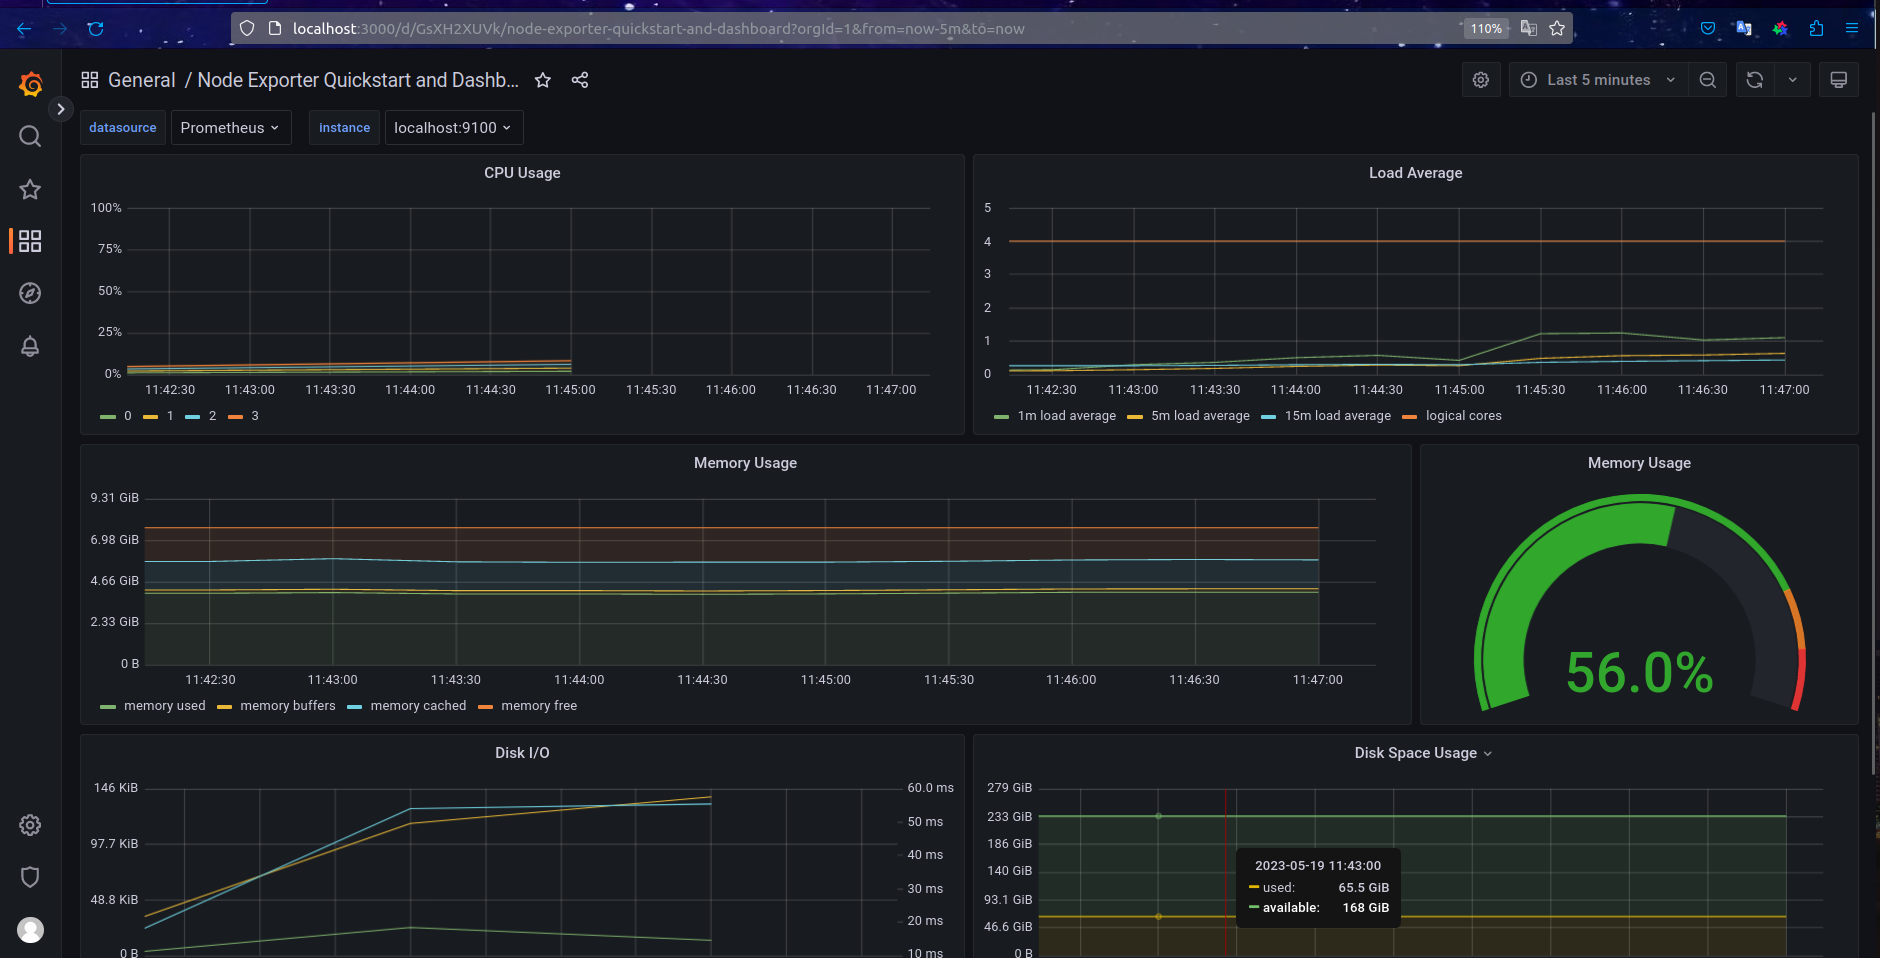 localhost:3000/d/GsXH2XUVk/node-exporter-quickstart-and-dashboard?orgId=1&from=now-5m&to=now
110%
General / Node Exporter Quickstart and Dashb...
Last 5 minutes
datasource Prometheus instance localhost:9100
CPU Usage
100%
75%
50%
25%
0%
11:42:30 11:43:00 11:43:30 11:44:00 11:44:30 11:45:00 11:45:30 11:46:00 11:46:30 11:47:00
0 1 2 3
Load Average
5
4
3
2
1
0
11:42:30 11:43:00 11:43:30 11:44:00 11:44:30 11:45:00 11:45:30 11:46:00 11:46:30 11:47:00
1m load average 5m load average 15m load average logical cores
Memory Usage
9.31 GiB
6.98 GiB
4.66 GiB
2.33 GiB
0 B
11:42:30 11:43:00 11:43:30 11:44:00 11:44:30 11:45:00 11:45:30 11:46:00 11:46:30 11:47:00
memory used memory buffers memory cached memory free
Memory Usage
56.0%
Disk I/O
146 KiB
97.7 KiB
48.8 KiB
0 B
60.0 ms
50 ms
40 ms
30 ms
20 ms
10 ms
Disk Space Usage
279 GiB
233 GiB
186 GiB
140 GiB
93.1 GiB
46.6 GiB
0 B
2023-05-19 11:43:00
used: 65.5 GiB
available: 168 GiB